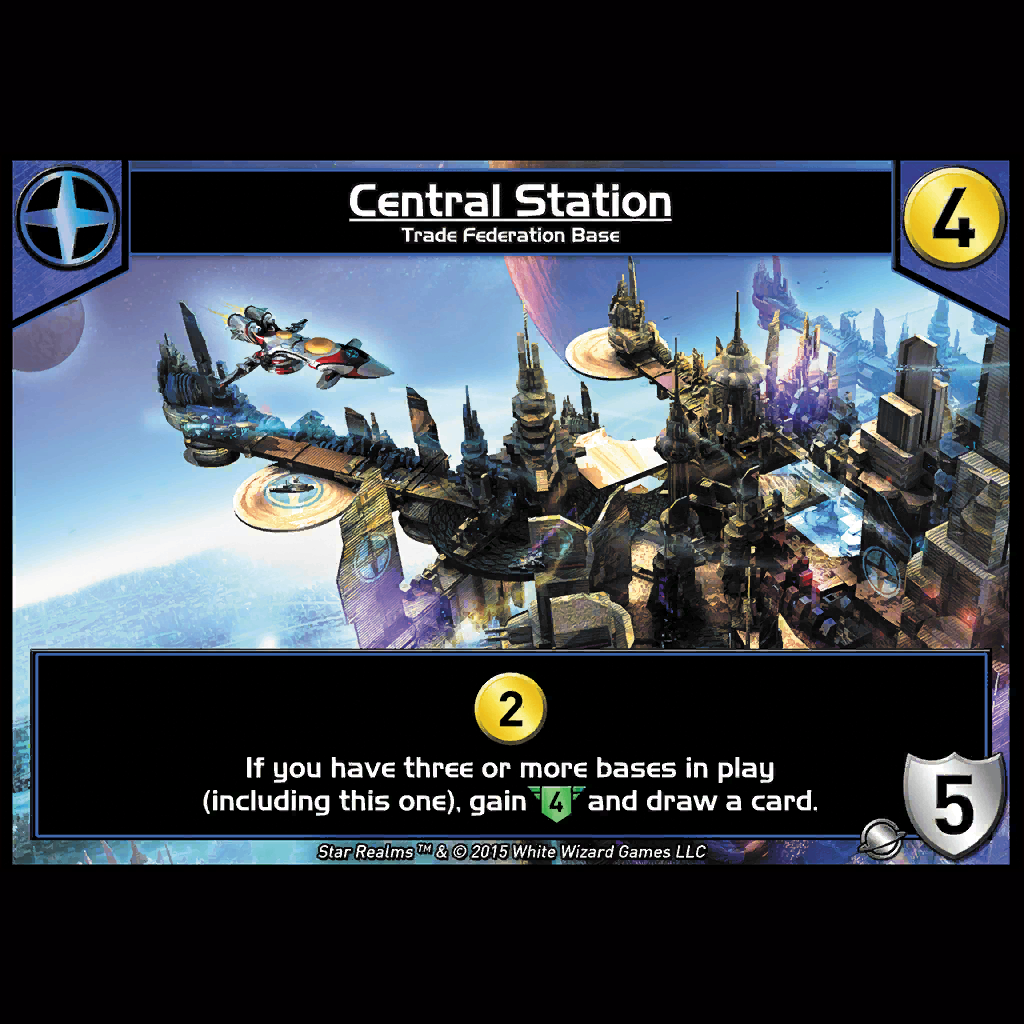 Central Station
Trade Federation Base
4
2
If you have three or more bases in play
(including this one), gain 4 and draw a card.
5
Star Realms™ & © 2015 White Wizard Games LLC